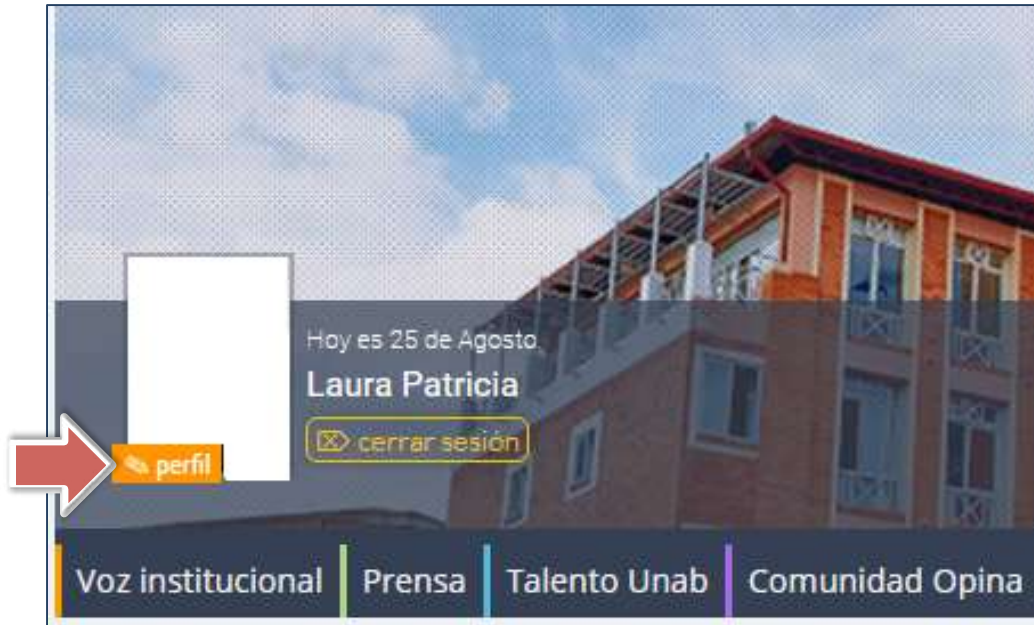 Hoy es 25 de Agosto
Laura Patricia
cerrar sesión
perfil
Voz institucional
Prensa
Talento Unab
Comunidad Opina